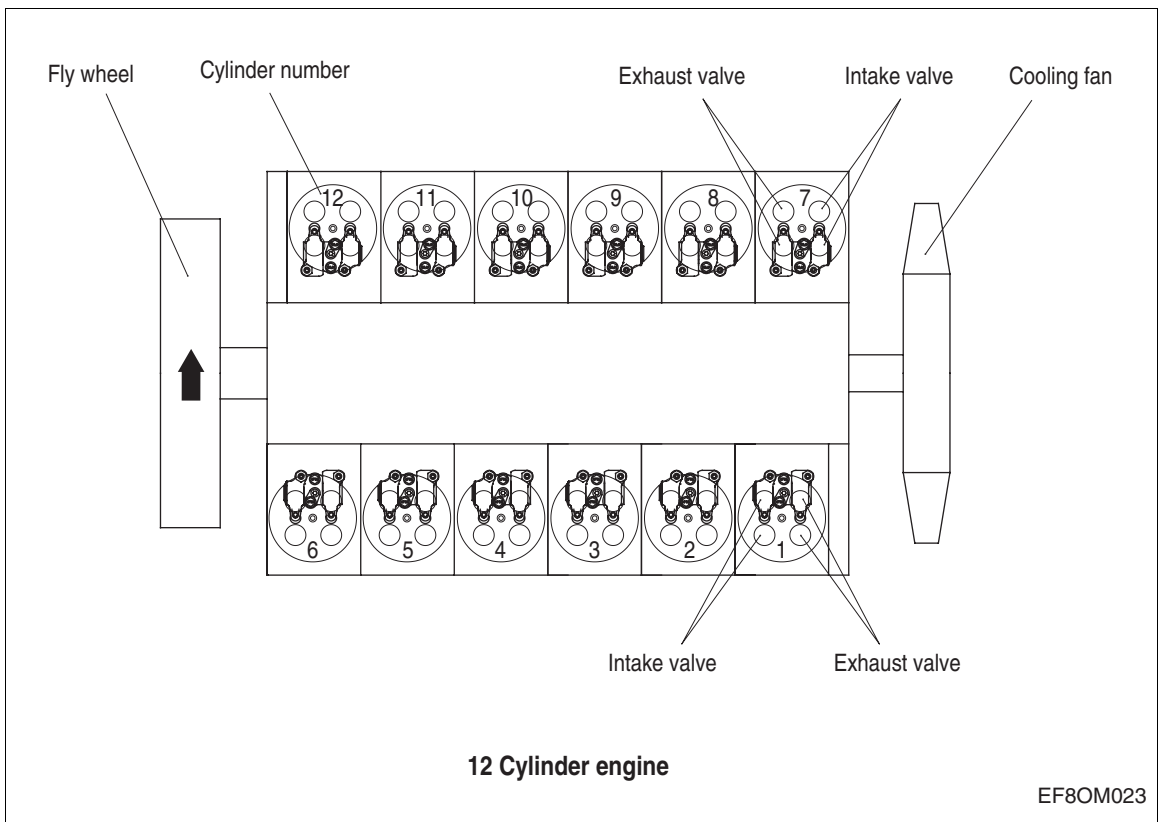 Fly wheel
Cylinder number
Exhaust valve
Intake valve
Cooling fan
12
11
10
9
8
7
6
5
4
3
2
1
Intake valve
Exhaust valve
12 Cylinder engine
EF8OM023